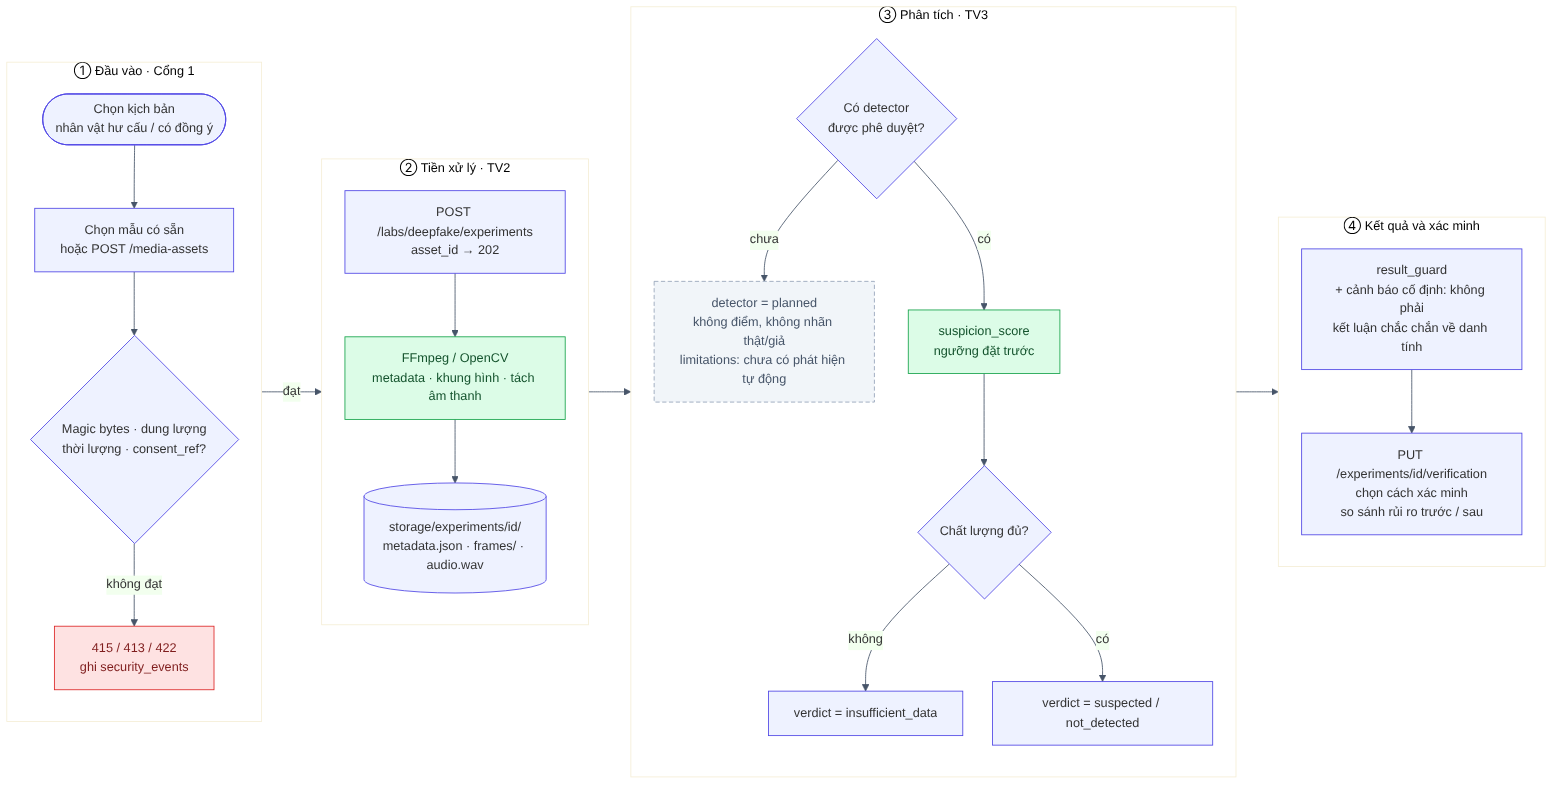 ① Đầu vào · Cổng 1
Chọn kịch bản
nhân vật hư cấu / có đồng ý
Chọn mẫu có sẵn
hoặc POST /media-assets
Magic bytes · dung lượng
thời lượng · consent_ref?
không đạt
415 / 413 / 422
ghi security_events
đạt
② Tiền xử lý · TV2
POST
/labs/deepfake/experiments
asset_id → 202
FFmpeg / OpenCV
metadata · khung hình · tách
âm thanh
storage/experiments/id/
metadata.json · frames/ ·
audio.wav
③ Phân tích · TV3
Có detector
được phê duyệt?
chưa
có
detector = planned
không điểm, không nhãn
thật/giả
limitations: chưa có phát hiện
tự động
suspicion_score
ngưỡng đặt trước
Chất lượng đủ?
không
có
verdict = insufficient_data
verdict = suspected /
not_detected
④ Kết quả và xác minh
result_guard
+ cảnh báo cố định: không
phải
kết luận chắc chắn về danh
tính
PUT
/experiments/id/verification
chọn cách xác minh
so sánh rủi ro trước / sau